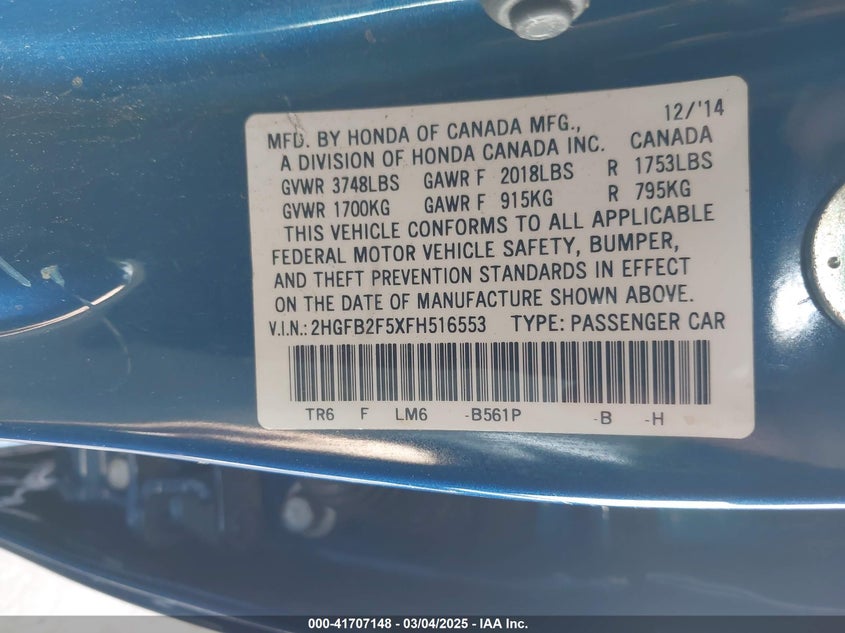 12/'14
MFD. BY HONDA OF CANADA MFG.,
A DIVISION OF HONDA CANADA INC. CANADA
GVWR 3748LBS GAWR F 2018LBS R 1753LBS
GVWR 1700KG GAWR F 915KG R 795KG
THIS VEHICLE CONFORMS TO ALL APPLICABLE
FEDERAL MOTOR VEHICLE SAFETY, BUMPER,
AND THEFT PREVENTION STANDARDS IN EFFECT
ON THE DATE OF MANUFACTURE SHOWN ABOVE.
V.I.N.: 2HGFB2F5XFH516553 TYPE: PASSENGER CAR
TR6 F LM6 -B561P -B -H
000-41707148 - 03/04/2025 - IAA Inc.